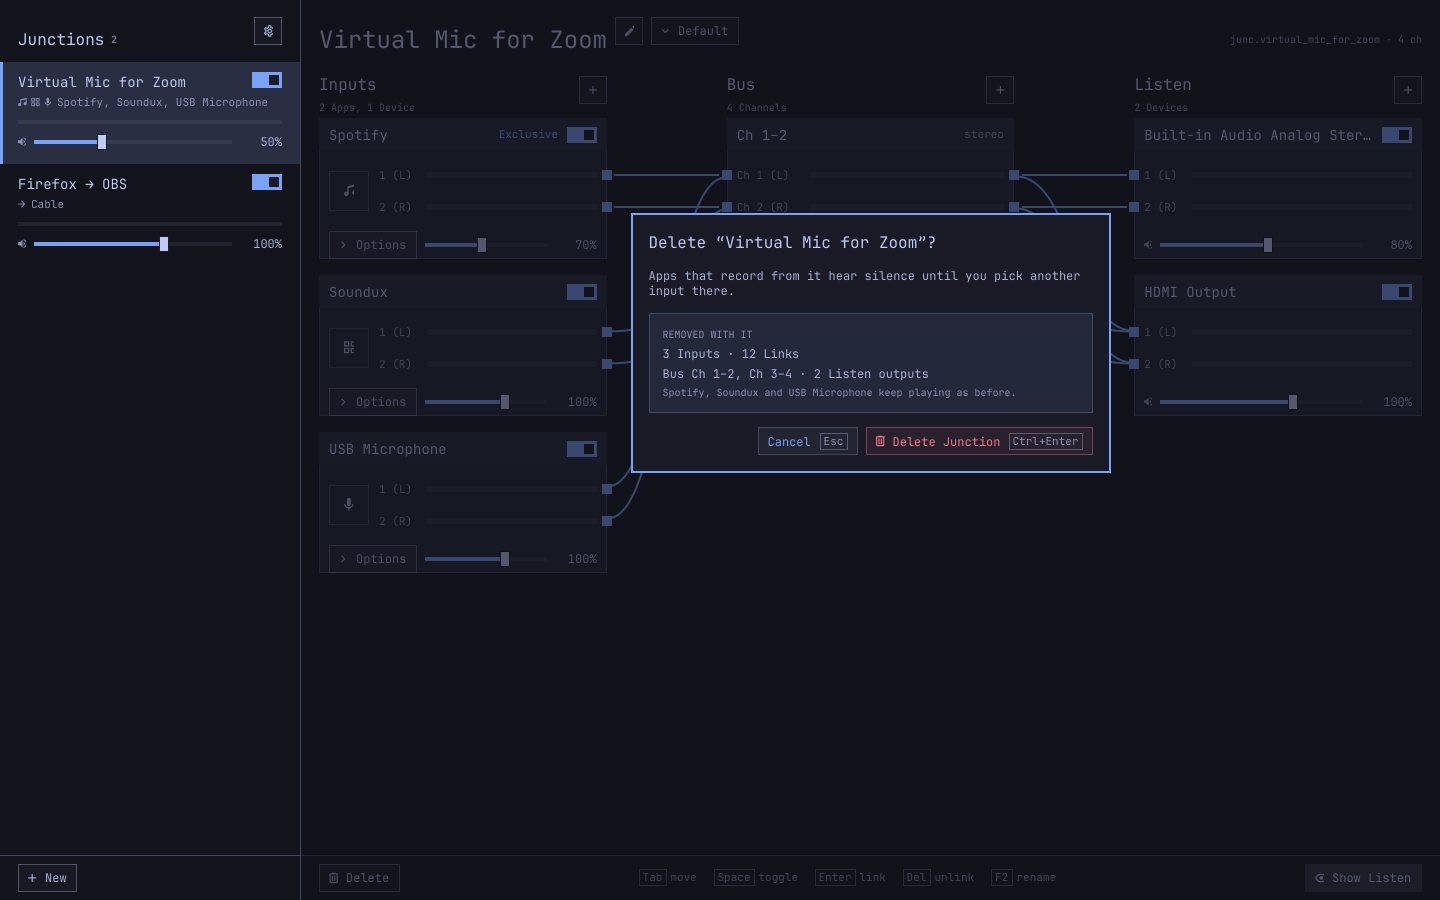 Junctions 2
Virtual Mic for Zoom
Spotify, Soundux, USB Microphone
50%
Firefox → OBS
→ Cable
100%
+ New
Virtual Mic for Zoom
Default
junc.virtual_mic_for_zoom · 4 ch
Inputs
2 Apps, 1 Device
+
Spotify
Exclusive
1 (L)
2 (R)
Options
70%
Soundux
1 (L)
2 (R)
Options
100%
USB Microphone
1 (L)
2 (R)
Options
100%
Bus
4 Channels
+
Ch 1–2
stereo
Ch 1 (L)
Ch 2 (R)
Listen
2 Devices
+
Built-in Audio Analog Ster…
1 (L)
2 (R)
80%
HDMI Output
1 (L)
2 (R)
100%
Delete “Virtual Mic for Zoom”?
Apps that record from it hear silence until you pick another
input there.
REMOVED WITH IT
3 Inputs · 12 Links
Bus Ch 1–2, Ch 3–4 · 2 Listen outputs
Spotify, Soundux and USB Microphone keep playing as before.
Cancel Esc
Delete Junction Ctrl+Enter
Delete
Tab move Space toggle Enter link Del unlink F2 rename
Show Listen